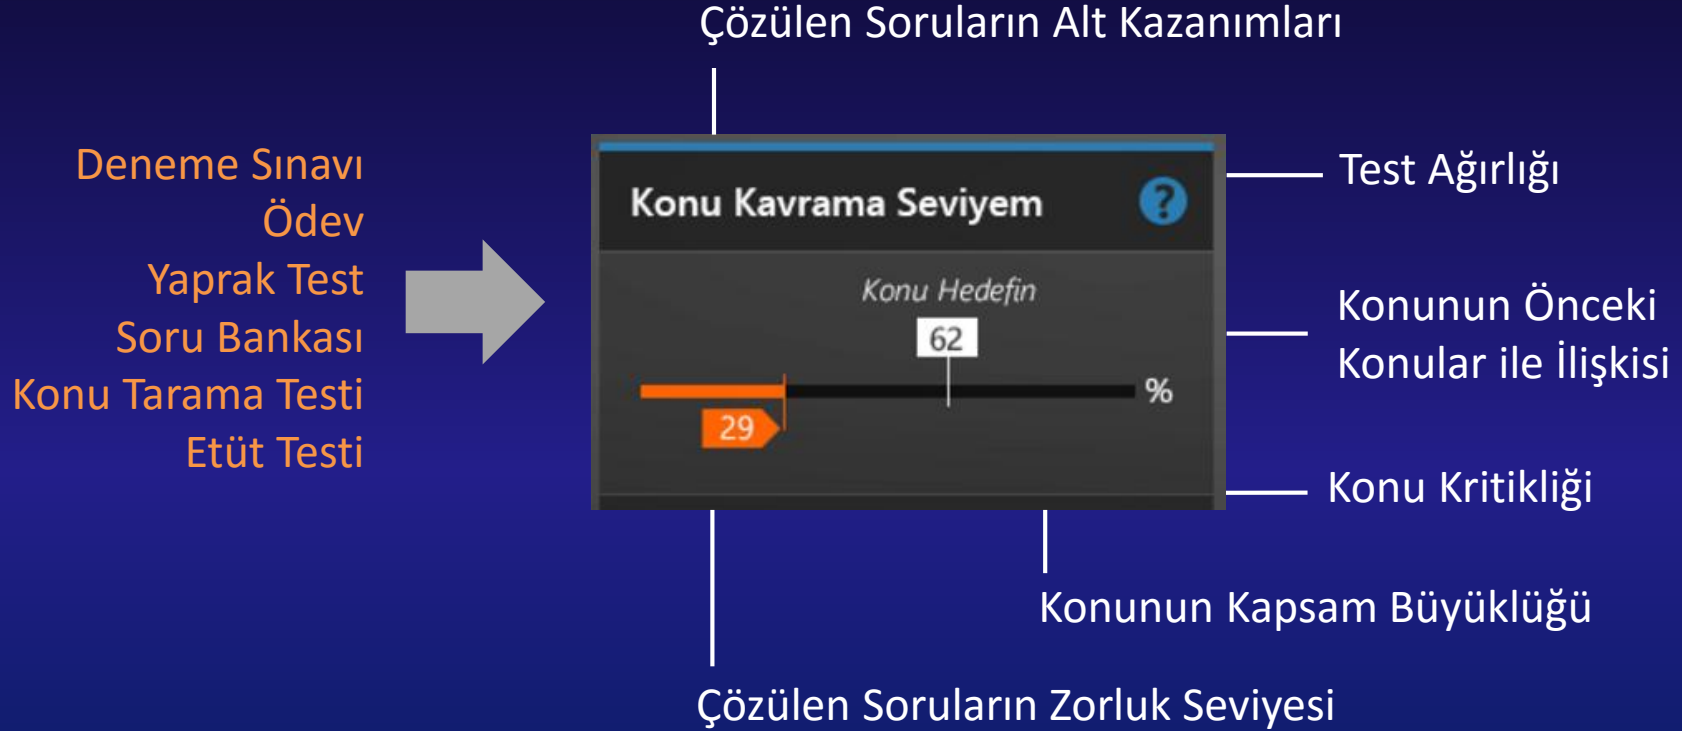 Çözülen Soruların Alt Kazanımları
Deneme Sınavı
Ödev
Yaprak Test
Soru Bankası
Konu Tarama Testi
Etüt Testi
Konu Kavrama Seviyem
?
Konu Hedefin
62
%
29
Test Ağırlığı
Konunun Önceki
Konular ile İlişkisi
Konu Kritikliği
Konunun Kapsam Büyüklüğü
Çözülen Soruların Zorluk Seviyesi